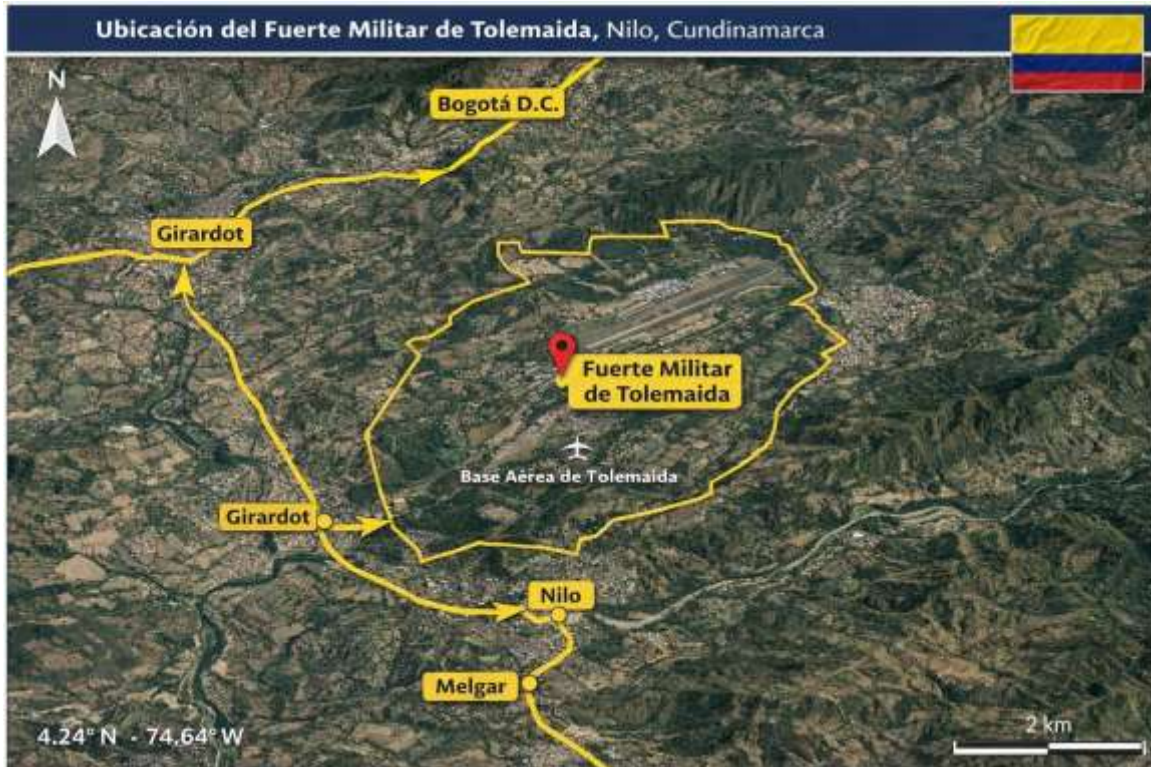 Ubicación del Fuerte Militar de Tolemaida, Nilo, Cundinamarca
N
Bogotá D.C.
Girardot
Fuerte Militar
de Tolemaida
Base Aérea de Tolemaida
Girardot
Nilo
Melgar
4.24° N - 74.64° W
2 km